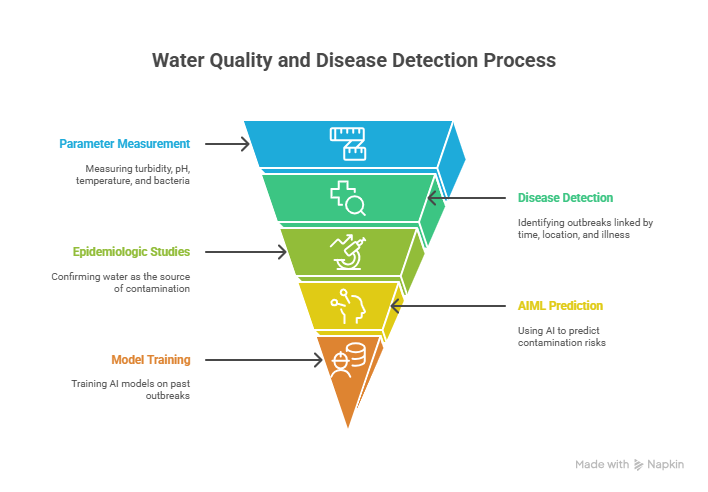 Water Quality and Disease Detection Process
Parameter Measurement
Measuring turbidity, pH,
temperature, and bacteria
Disease Detection
Identifying outbreaks linked by
time, location, and illness
Epidemiologic Studies
Confirming water as the source
of contamination
AIML Prediction
Using AI to predict
contamination risks
Model Training
Training AI models on past
outbreaks
Made with Napkin